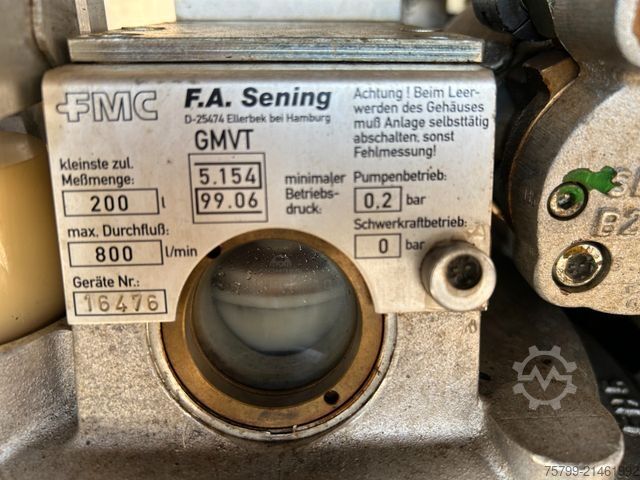 FMC
F.A. Sening
D-25474 Ellerbek bei Hamburg
GMVT
5.154
99.06
kleinste zul.
Meßmenge:
200 l
max. Durchfluß:
800 l/min
Geräte Nr.:
16476
minimaler
Betriebs-
druck:
Achtung ! Beim Leer-
werden des Gehäuses
muß Anlage selbsttätig
abschalten, sonst
Fehlmessung!
Pumpenbetrieb:
0,2 bar
Schwerkraftbetrieb:
0 bar